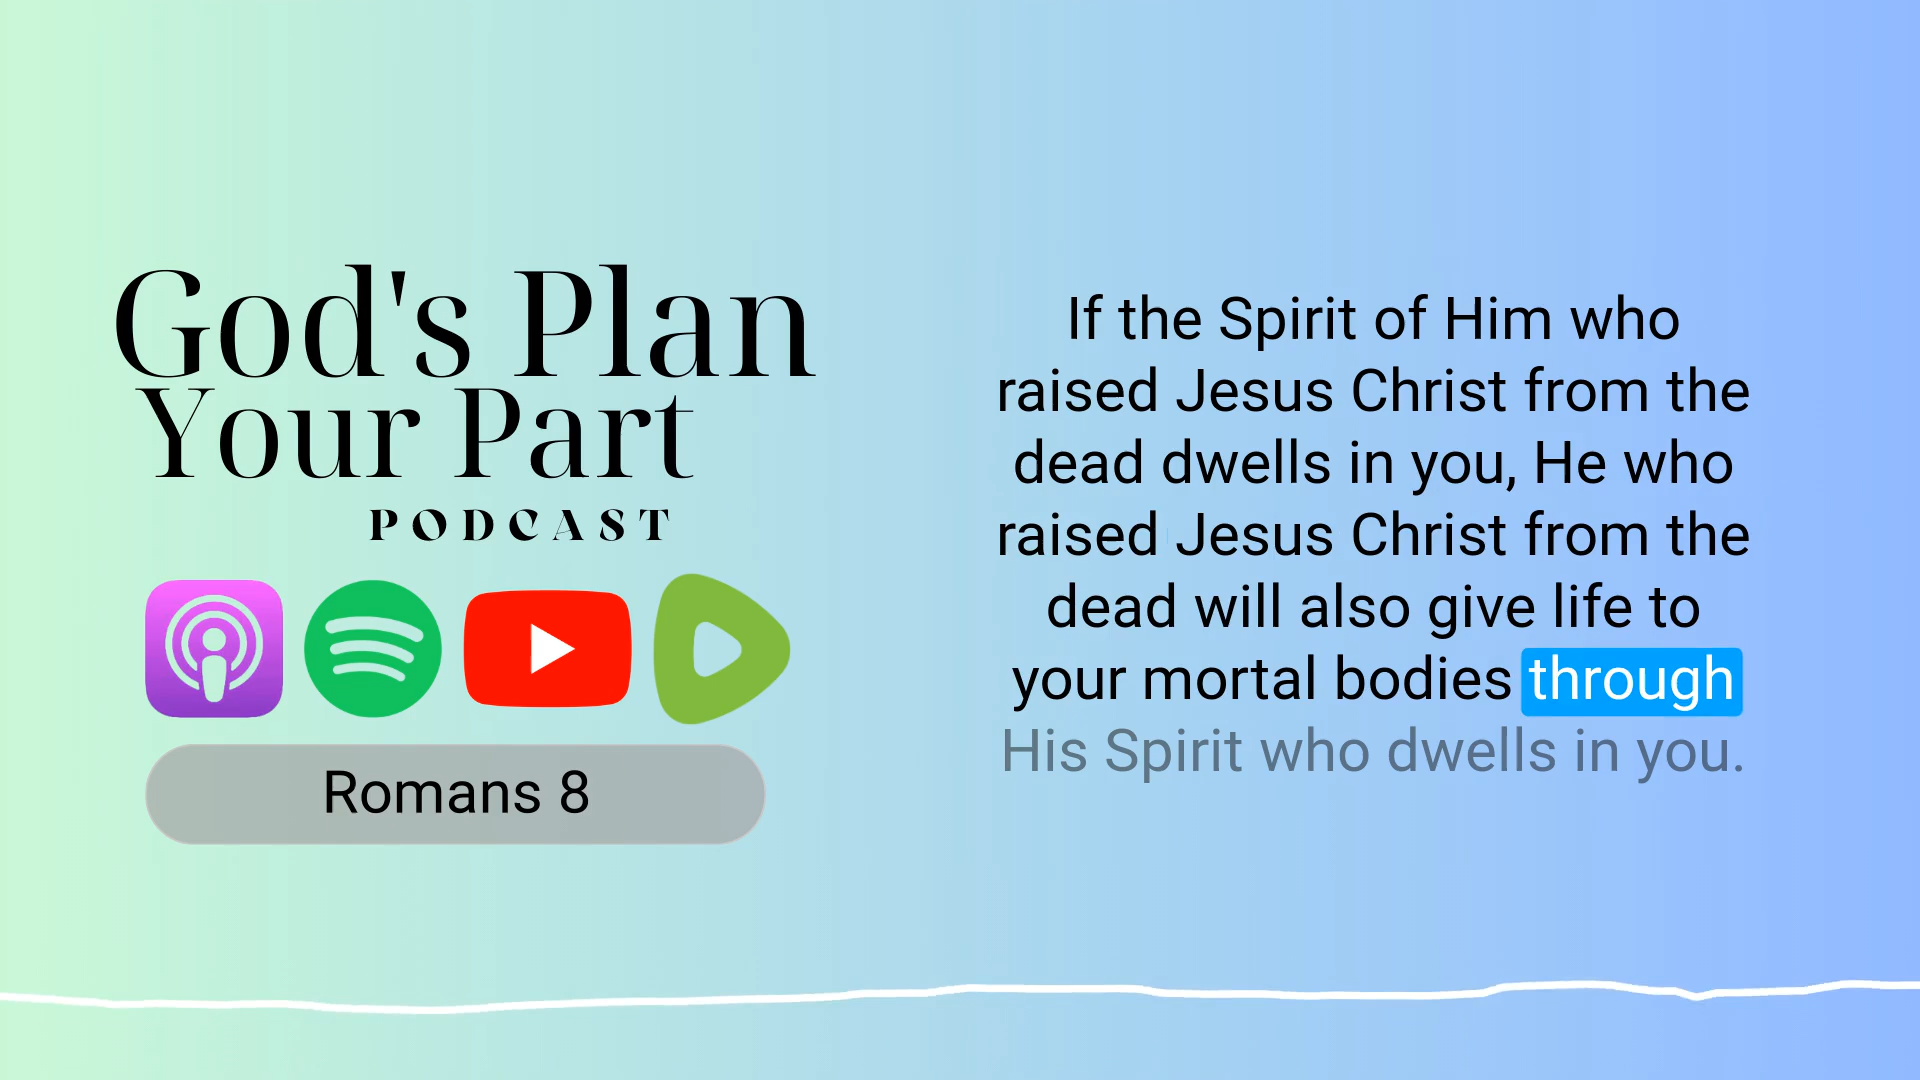 God's Plan
Your Part
PODCAST
Romans 8
If the Spirit of Him who
raised Jesus Christ from the
dead dwells in you, He who
raised Jesus Christ from the
dead will also give life to
your mortal bodies through
His Spirit who dwells in you.